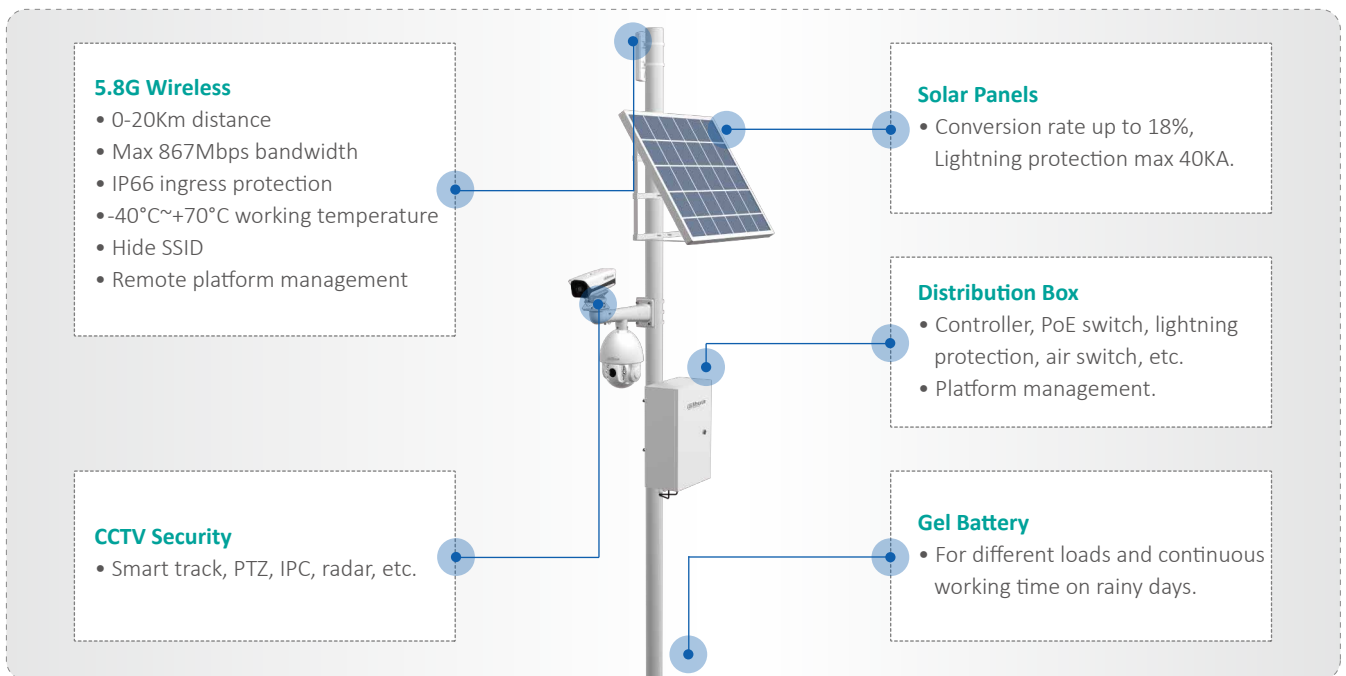 5.8G Wireless
• 0-20Km distance
• Max 867Mbps bandwidth
• IP66 ingress protection
•-40°C~+70°C working temperature
• Hide SSID
• Remote platform management
CCTV Security
• Smart track, PTZ, IPC, radar, etc.
Solar Panels
• Conversion rate up to 18%,
Lightning protection max 40KA.
Distribution Box
• Controller, PoE switch, lightning
protection, air switch, etc.
• Platform management.
Gel Battery
• For different loads and continuous
working time on rainy days.